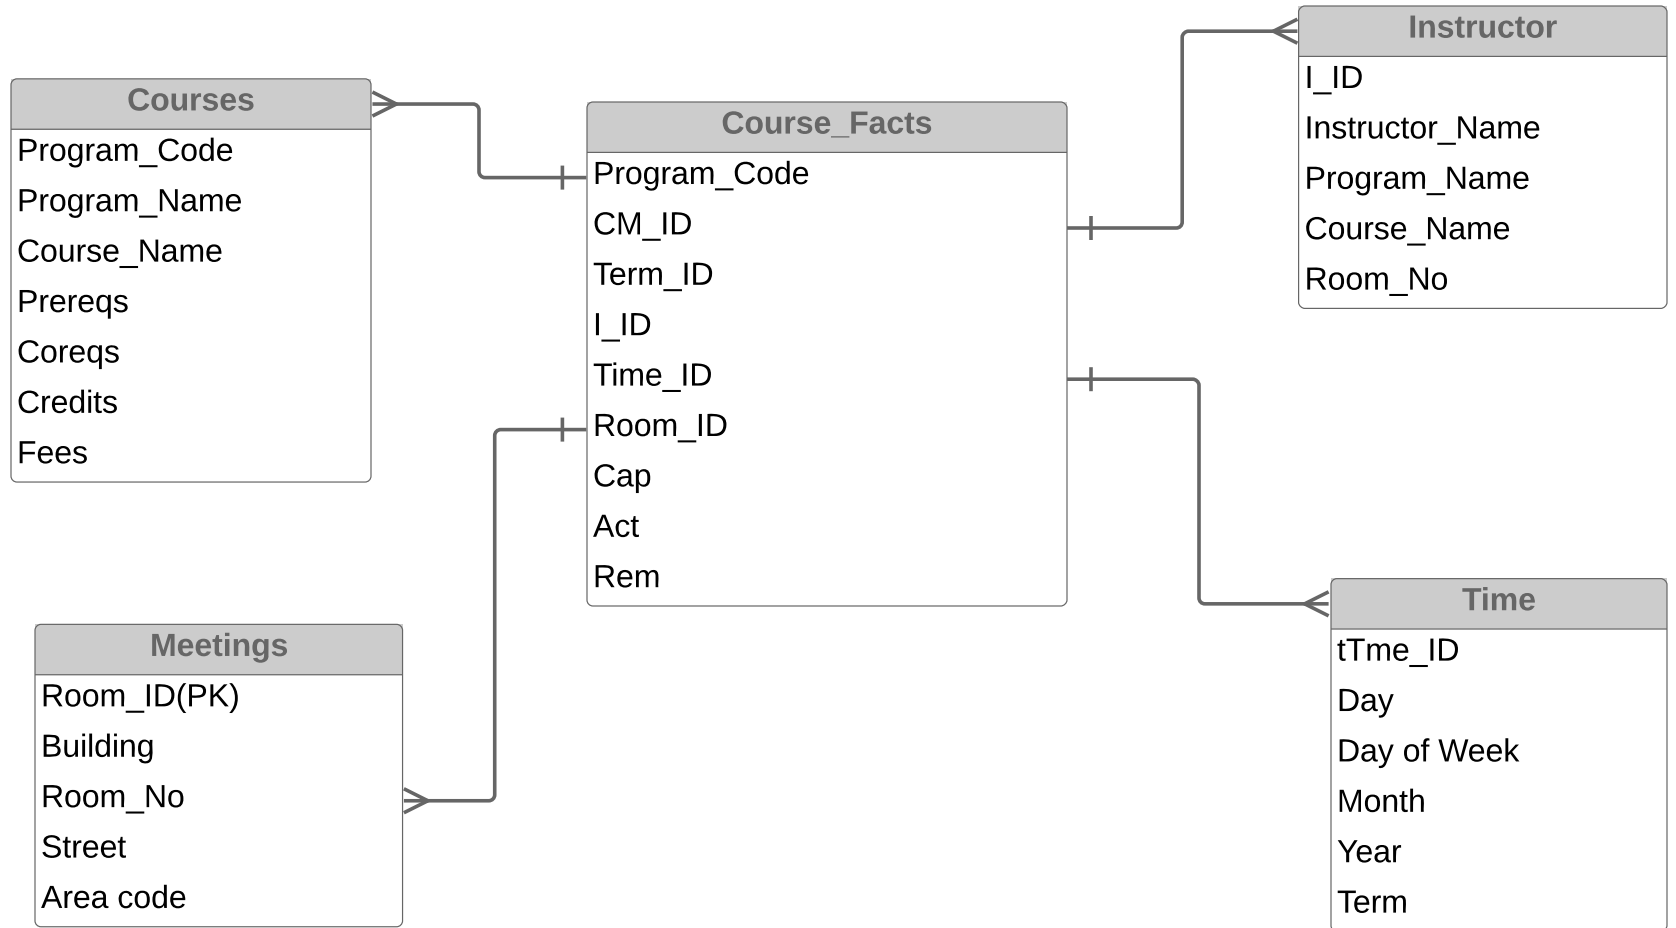 Courses
Program_Code
Program_Name
Course_Name
Prereqs
Coreqs
Credits
Fees
Meetings
Room_ID(PK)
Building
Room_No
Street
Area code
Course_Facts
Program_Code
CM_ID
Term_ID
I_ID
Time_ID
Room_ID
Cap
Act
Rem
Instructor
I_ID
Instructor_Name
Program_Name
Course_Name
Room_No
Time
tTme_ID
Day
Day of Week
Month
Year
Term